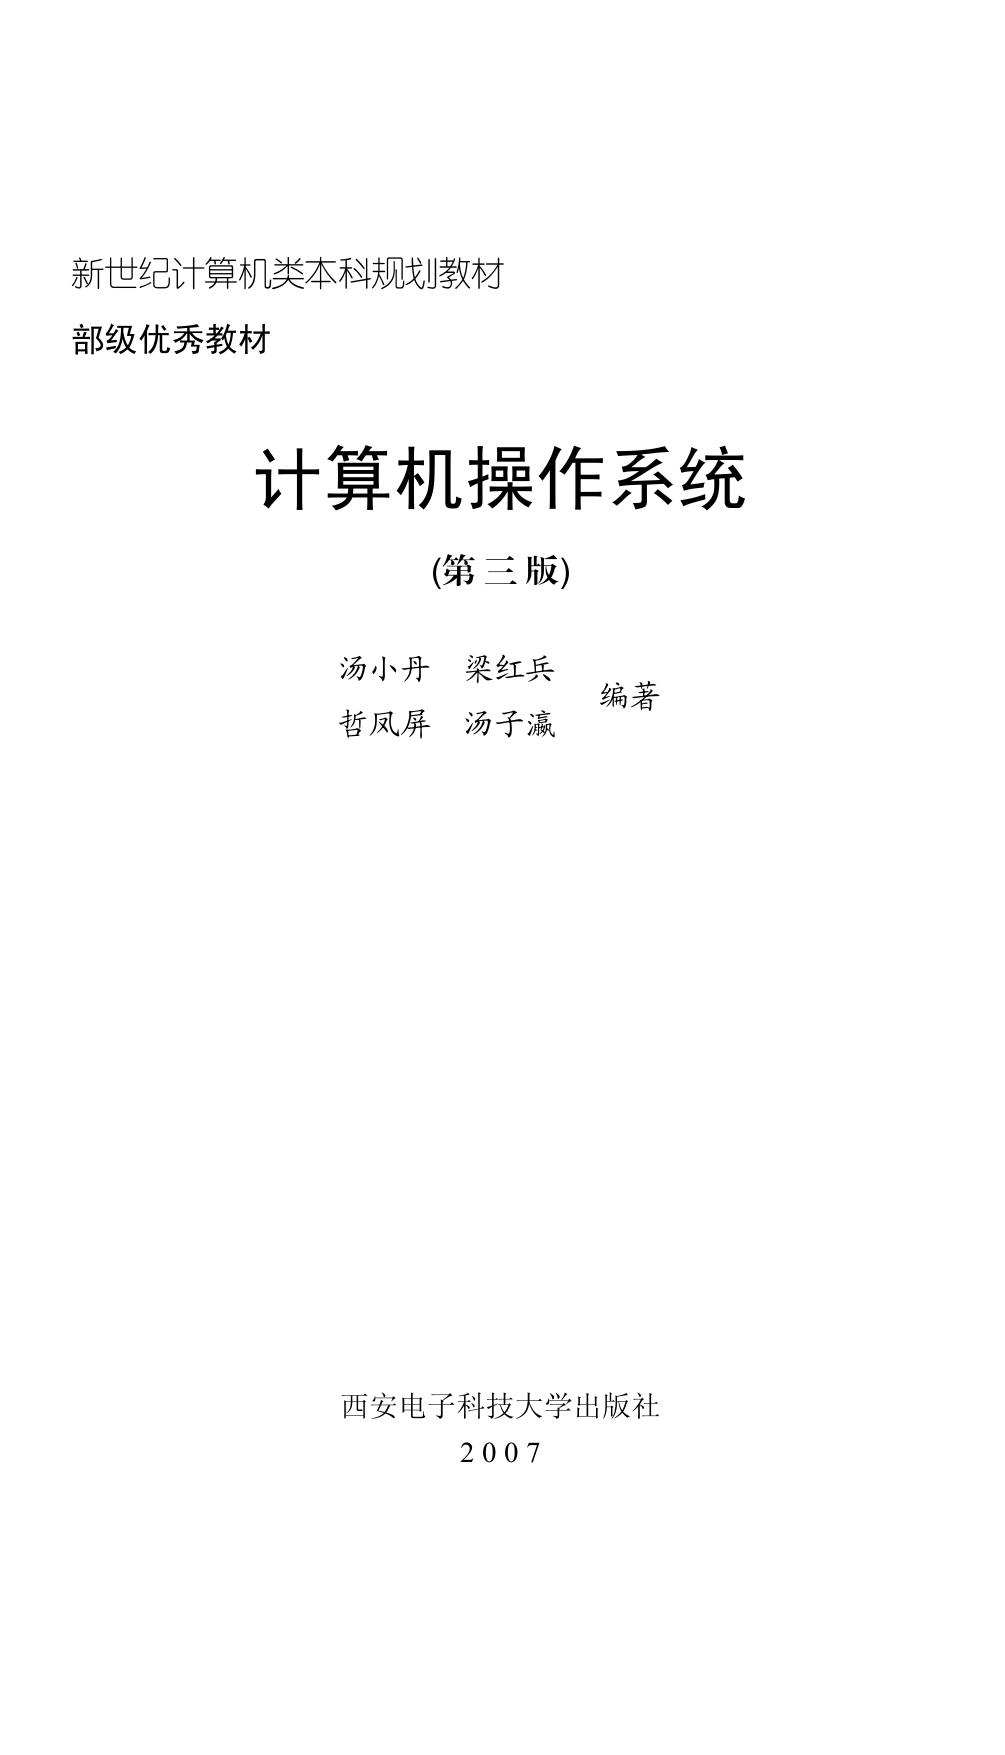 新世纪计算机类本科规划教材
部级优秀教材
计算机操作系统
(第三版)
汤小丹 梁红兵
编著
哲凤屏 汤子瀛
西安电子科技大学出版社
2007